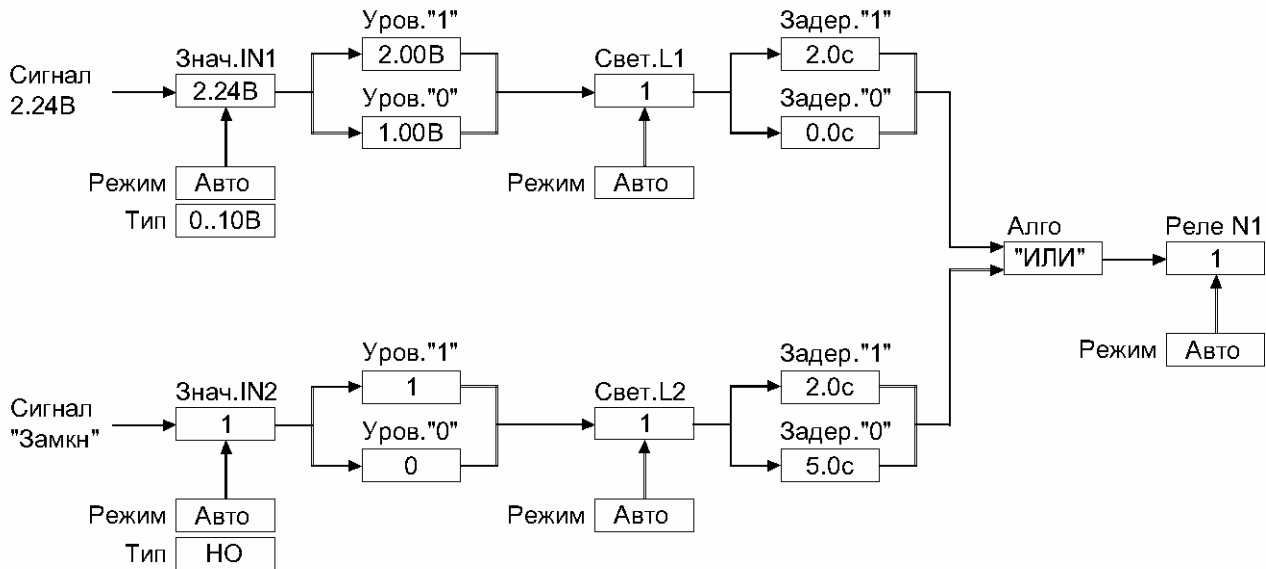 Уров."1"
Задер."1"
Знач.IN1
2.00В
Свет.L1
2.0с
Сигнал
2.24В
2.24В
Уров."0"
1
Задер."0"
1.00В
0.0с
Режим
Авто
Режим
Авто
Тип
0..10В
Алго
Реле N1
"ИЛИ"
1
Уров."1"
Задер."1"
Режим
Авто
Знач.IN2
1
Свет.L2
2.0с
Сигнал
"Замкн"
1
Уров."0"
1
Задер."0"
0
5.0с
Режим
Авто
Режим
Авто
Тип
НО